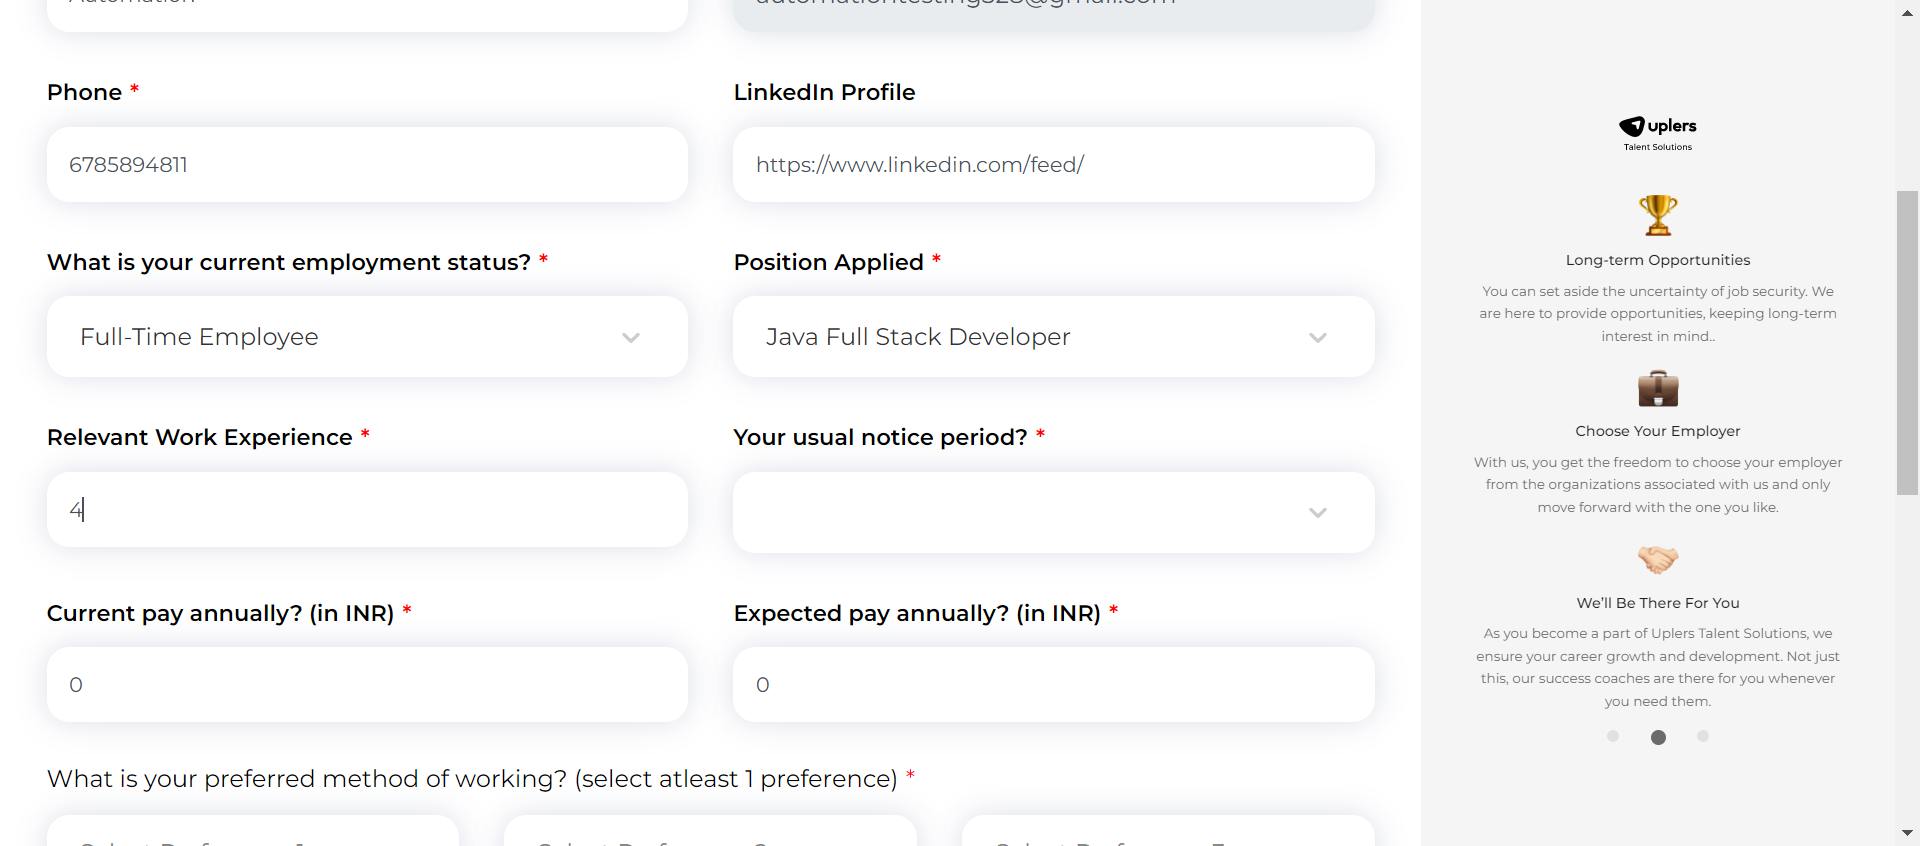 Phone *
LinkedIn Profile
6785894811
https://www.linkedin.com/feed/
What is your current employment status? *
Position Applied *
Full-Time Employee
Java Full Stack Developer
Relevant Work Experience *
Your usual notice period? *
4
Current pay annually? (in INR) *
Expected pay annually? (in INR) *
0
0
What is your preferred method of working? (select atleast 1 preference) *
uplers
Talent Solutions
Long-term Opportunities
You can set aside the uncertainty of job security. We
are here to provide opportunities, keeping long-term
interest in mind..
Choose Your Employer
With us, you get the freedom to choose your employer
from the organizations associated with us and only
move forward with the one you like.
We'll Be There For You
As you become a part of Uplers Talent Solutions, we
ensure your career growth and development. Not just
this, our success coaches are there for you whenever
you need them.